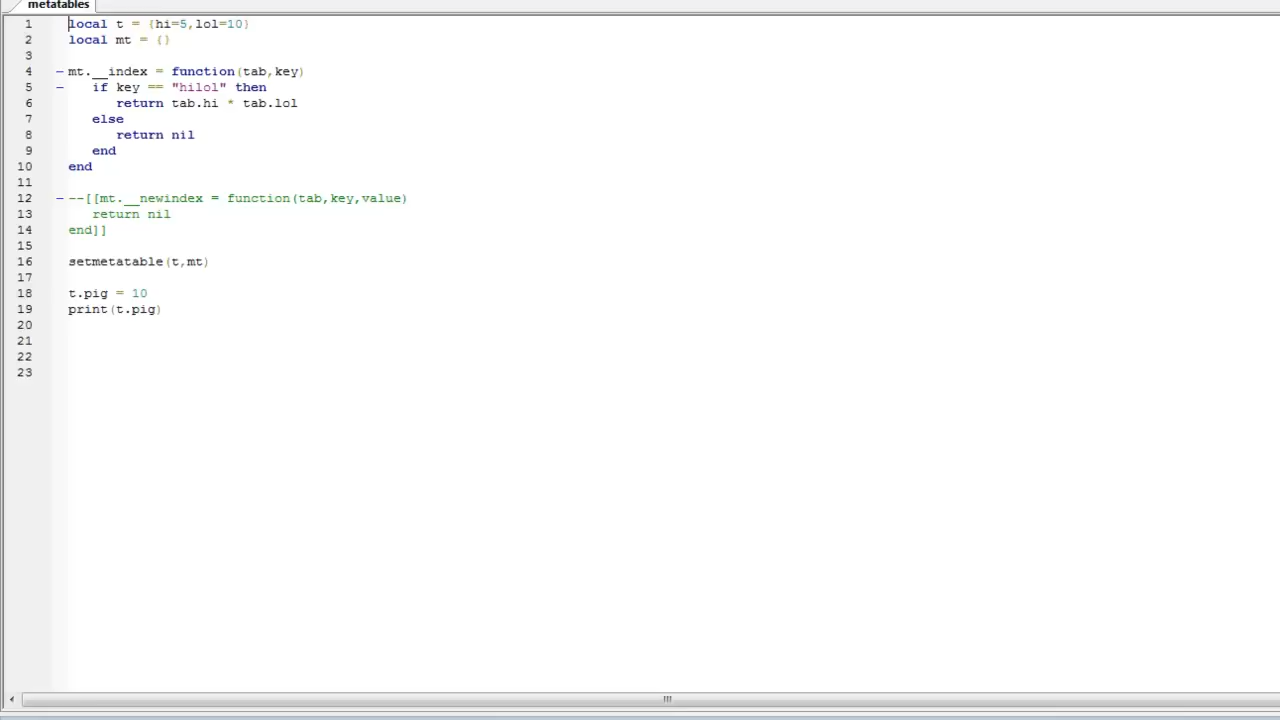 metatables
1 local t = {hi=5,lol=10}
2 local mt = {}
3
4 mt.__index = function(tab,key)
5 if key == "hilol" then
6 return tab.hi * tab.lol
7 else
8 return nil
9 end
10 end
11
12 --[[mt.__newindex = function(tab,key,value)
13 return nil
14 end]]
15
16 setmetatable(t,mt)
17
18 t.pig = 10
19 print(t.pig)
20
21
22
23